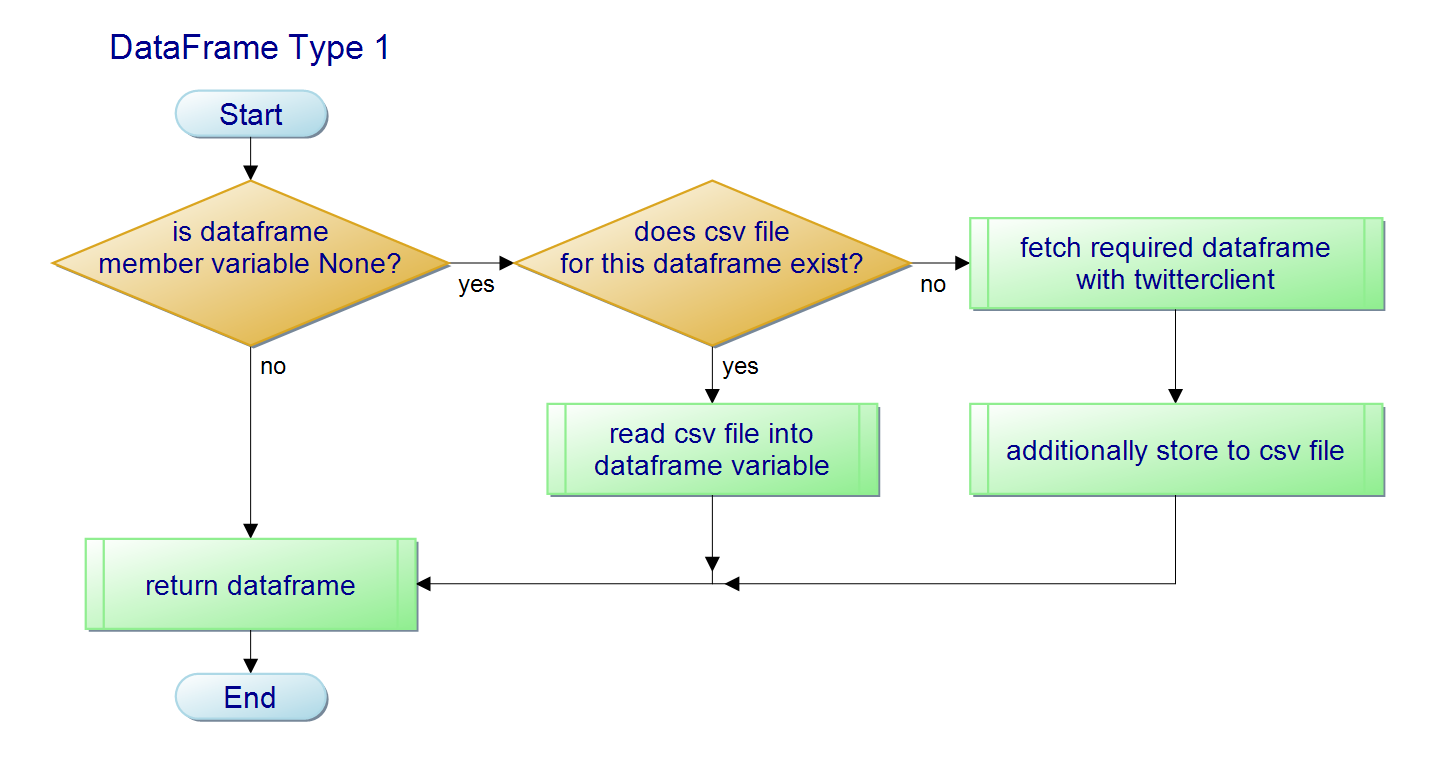 DataFrame Type 1
Start
is dataframe
member variable None?
yes
no
does csv file
for this dataframe exist?
no
yes
fetch required dataframe
with twitterclient
read csv file into
dataframe variable
additionally store to csv file
return dataframe
End